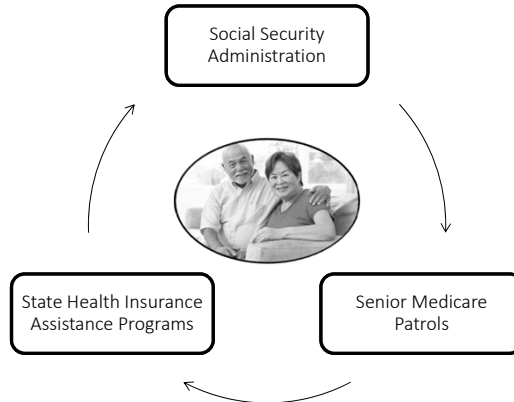 Social Security
Administration
State Health Insurance
Assistance Programs
Senior Medicare
Patrols